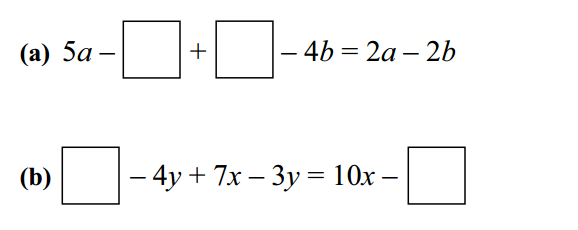 (a) 5a – □ + □ – 4b = 2a – 2b
(b) □ – 4y + 7x – 3y = 10x – □